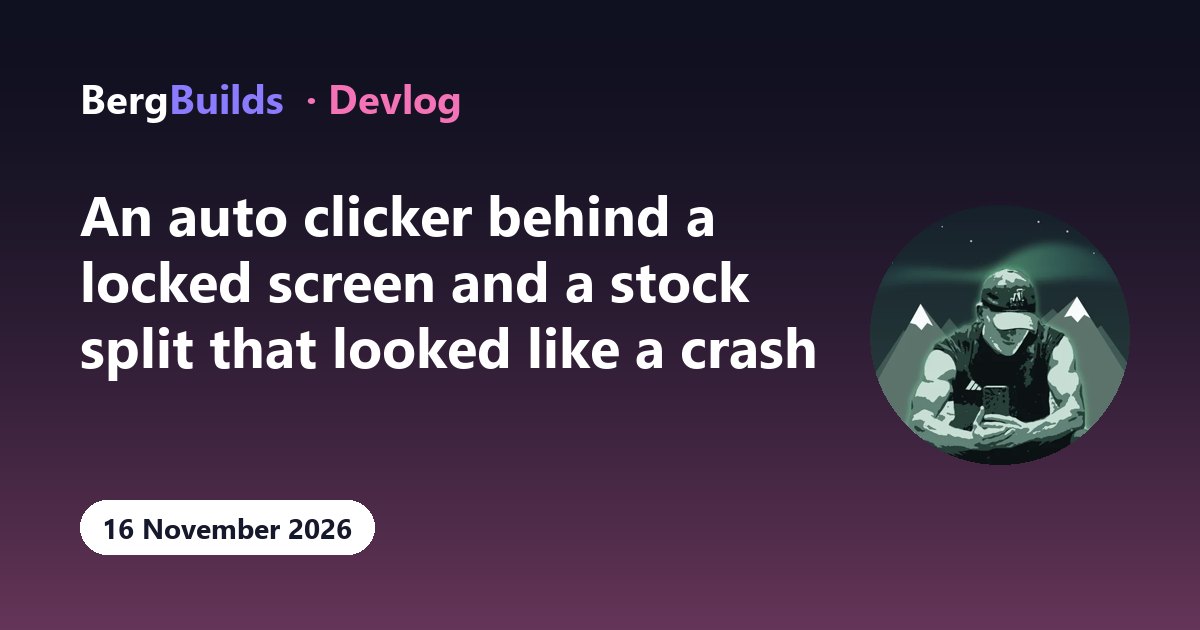 BergBuilds · Devlog
An auto clicker behind a
locked screen and a stock
split that looked like a crash
16 November 2026